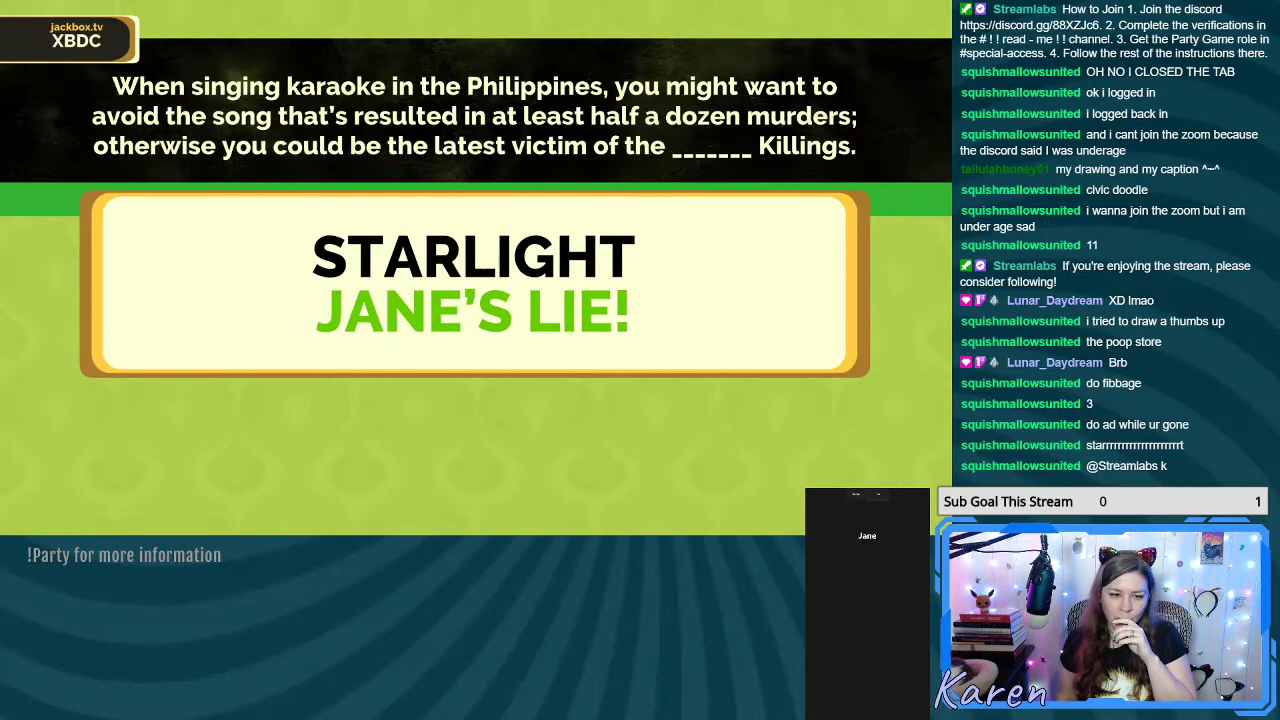 jackbox.tv
XBDC
When singing karaoke in the Philippines, you might want to
avoid the song that's resulted in at least half a dozen murders;
otherwise you could be the latest victim of the _______ Killings.
STARLIGHT
JANE'S LIE!
!Party for more information
Jane
Streamlabs How to Join 1. Join the discord
https://discord.gg/88XZJc6. 2. Complete the verifications in
the # ! ! read - me ! ! channel. 3. Get the Party Game role in
#special-access. 4. Follow the rest of the instructions there.
squishmallowsunited OH NO I CLOSED THE TAB
squishmallowsunited ok i logged in
squishmallowsunited I logged back in
squishmallowsunited and i cant join the zoom because
the discord said I was underage
tallulahhoney01 my drawing and my caption ^~^
squishmallowsunited civic doodle
squishmallowsunited i wanna join the zoom but i am
under age sad
squishmallowsunited 11
Streamlabs If you're enjoying the stream, please
consider following!
Lunar_Daydream XD lmao
squishmallowsunited i tried to draw a thumbs up
squishmallowsunited the poop store
Lunar_Daydream Brb
squishmallowsunited do fibbage
squishmallowsunited 3
squishmallowsunited do ad while ur gone
squishmallowsunited starrrrrrrrrrrrrrrrrrrt
squishmallowsunited @Streamlabs k
Sub Goal This Stream 0 1
Karen